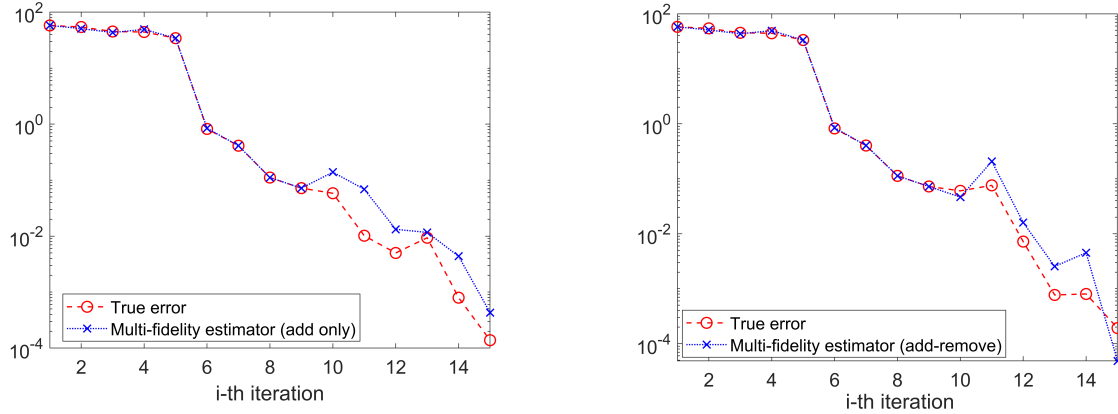 10^2
10^0
10^-2
10^-4
True error
Multi-fidelity estimator (add only)
2 4 6 8 10 12 14
i-th iteration
10^2
10^0
10^-2
10^-4
True error
Multi-fidelity estimator (add-remove)
2 4 6 8 10 12 14
i-th iteration